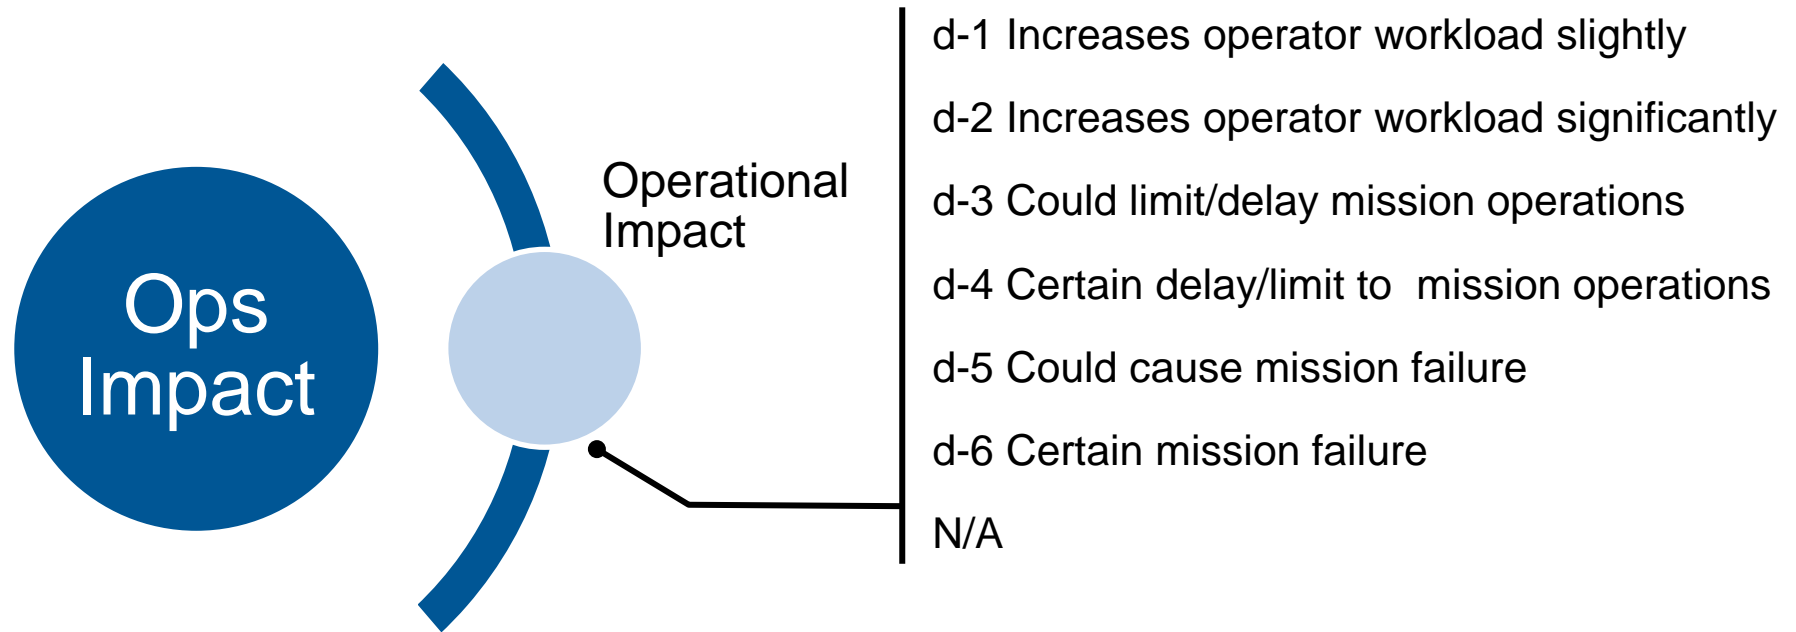 Ops
Impact
Operational
Impact
d-1 Increases operator workload slightly
d-2 Increases operator workload significantly
d-3 Could limit/delay mission operations
d-4 Certain delay/limit to  mission operations
d-5 Could cause mission failure
d-6 Certain mission failure
N/A